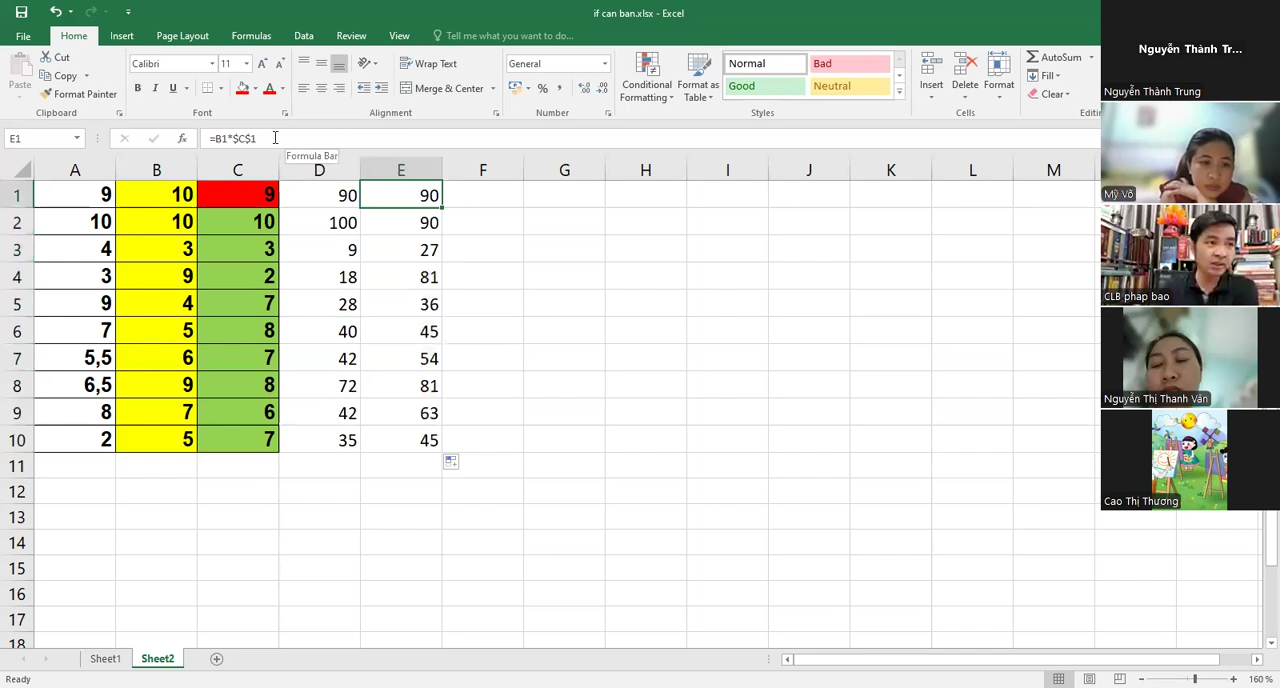 if can ban.xlsx - Excel
File Home Insert Page Layout Formulas Data Review View Tell me what you want to do...
Cut
Copy
Format Painter
Paste
Clipboard
Calibri 11
B I U A
Font
Wrap Text
Merge & Center
Alignment
General
% ,
Number
Conditional Formatting
Format as Table
Normal Bad
Good Neutral
Styles
Insert Delete Format
Cells
AutoSum
Fill
Clear
Editin
E1 fx =B1*$C$1
Formula Bar
A B C D E F G H I J K L M
1 9 10 9 90 90
2 10 10 10 100 90
3 4 3 3 9 27
4 3 9 2 18 81
5 9 4 7 28 36
6 7 5 8 40 45
7 5,5 6 7 42 54
8 6,5 9 8 72 81
9 8 7 6 42 63
10 2 5 7 35 45
11
12
13
14
15
16
17
18
Sheet1 Sheet2
Ready 160 %
Nguyễn Thành Tr...
Nguyễn Thành Trung
Mỹ Võ
CLB phap bao
Nguyễn Thị Thanh Vân
Cao Thị Thương